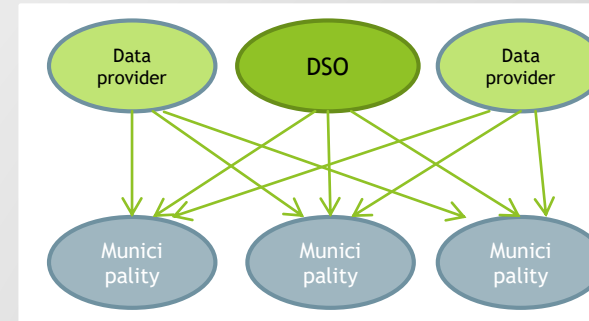 Data
provider
DSO
Data
provider
Munici
pality
Munici
pality
Munici
pality